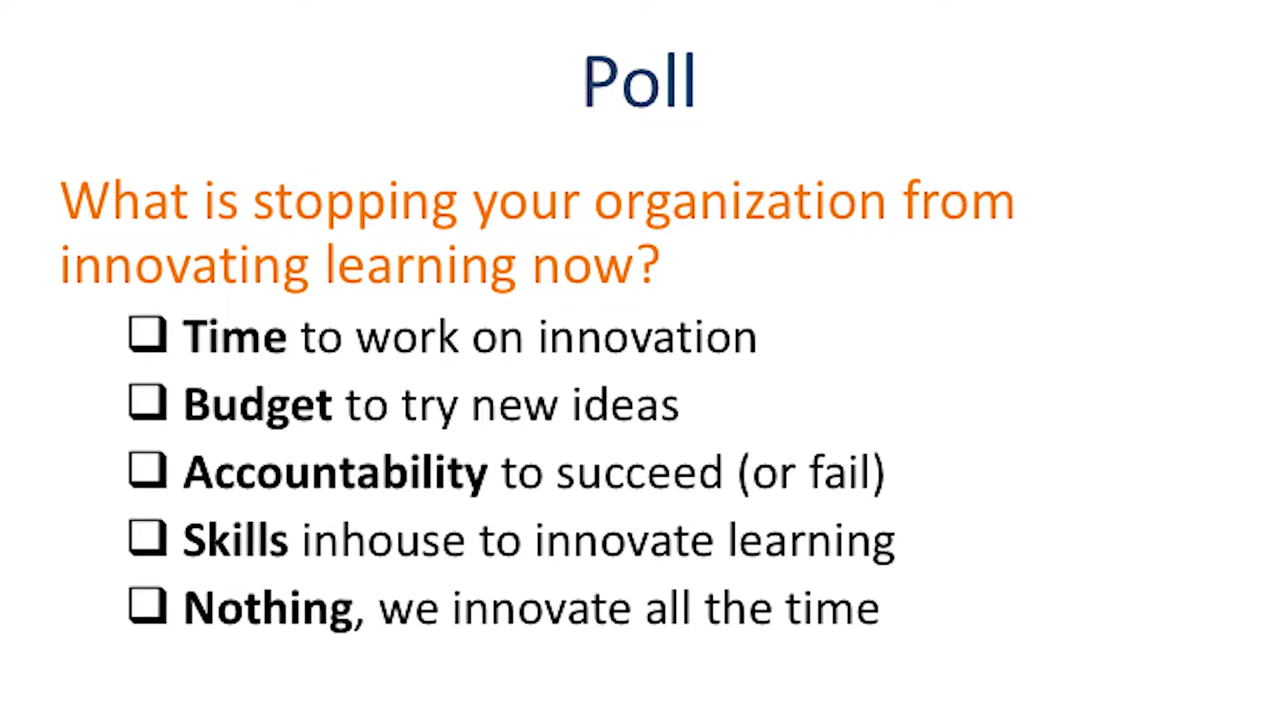 Poll
What is stopping your organization from
innovating learning now?
❑ Time to work on innovation
❑ Budget to try new ideas
❑ Accountability to succeed (or fail)
❑ Skills inhouse to innovate learning
❑ Nothing, we innovate all the time